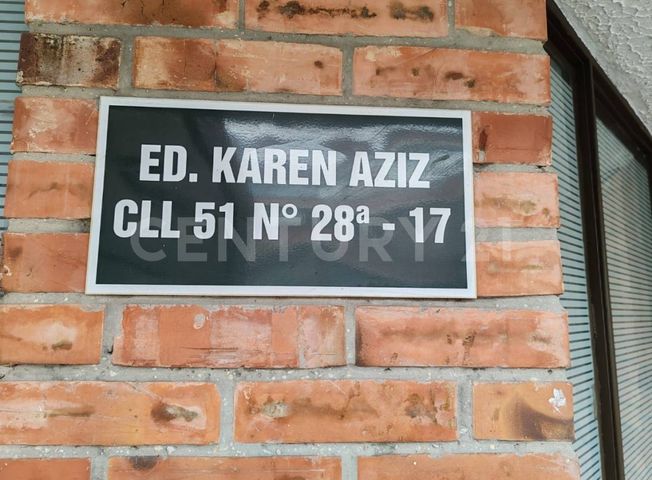 ED. KAREN AZIZ
CLL 51 N° 28ª - 17
CENTURY 21